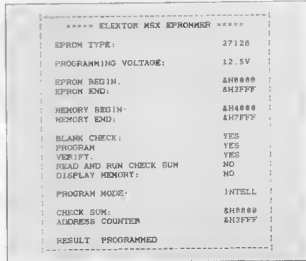 ===== ELEKTOR MSX EPROMMER =====
EPROM TYPE: 27126
PROGRAMMING VOLTAGE: 12.5V
EPROM BEGIN. &H0000
EPROM END: &H3FFF
MEMORY BEGIN· &H4000
MEMORY END: &H7FFF
BLANK CHECK: YES
PROGRAM YES
VERIFY. YES
READ AND RUN CHECK SUM NO
DISPLAY MEMORY: NO
PROGRAM MODE· INTELL
CHECK SUM: &H0000
ADDRESS COUNTER &H3FFF
RESULT PROGRAMMED